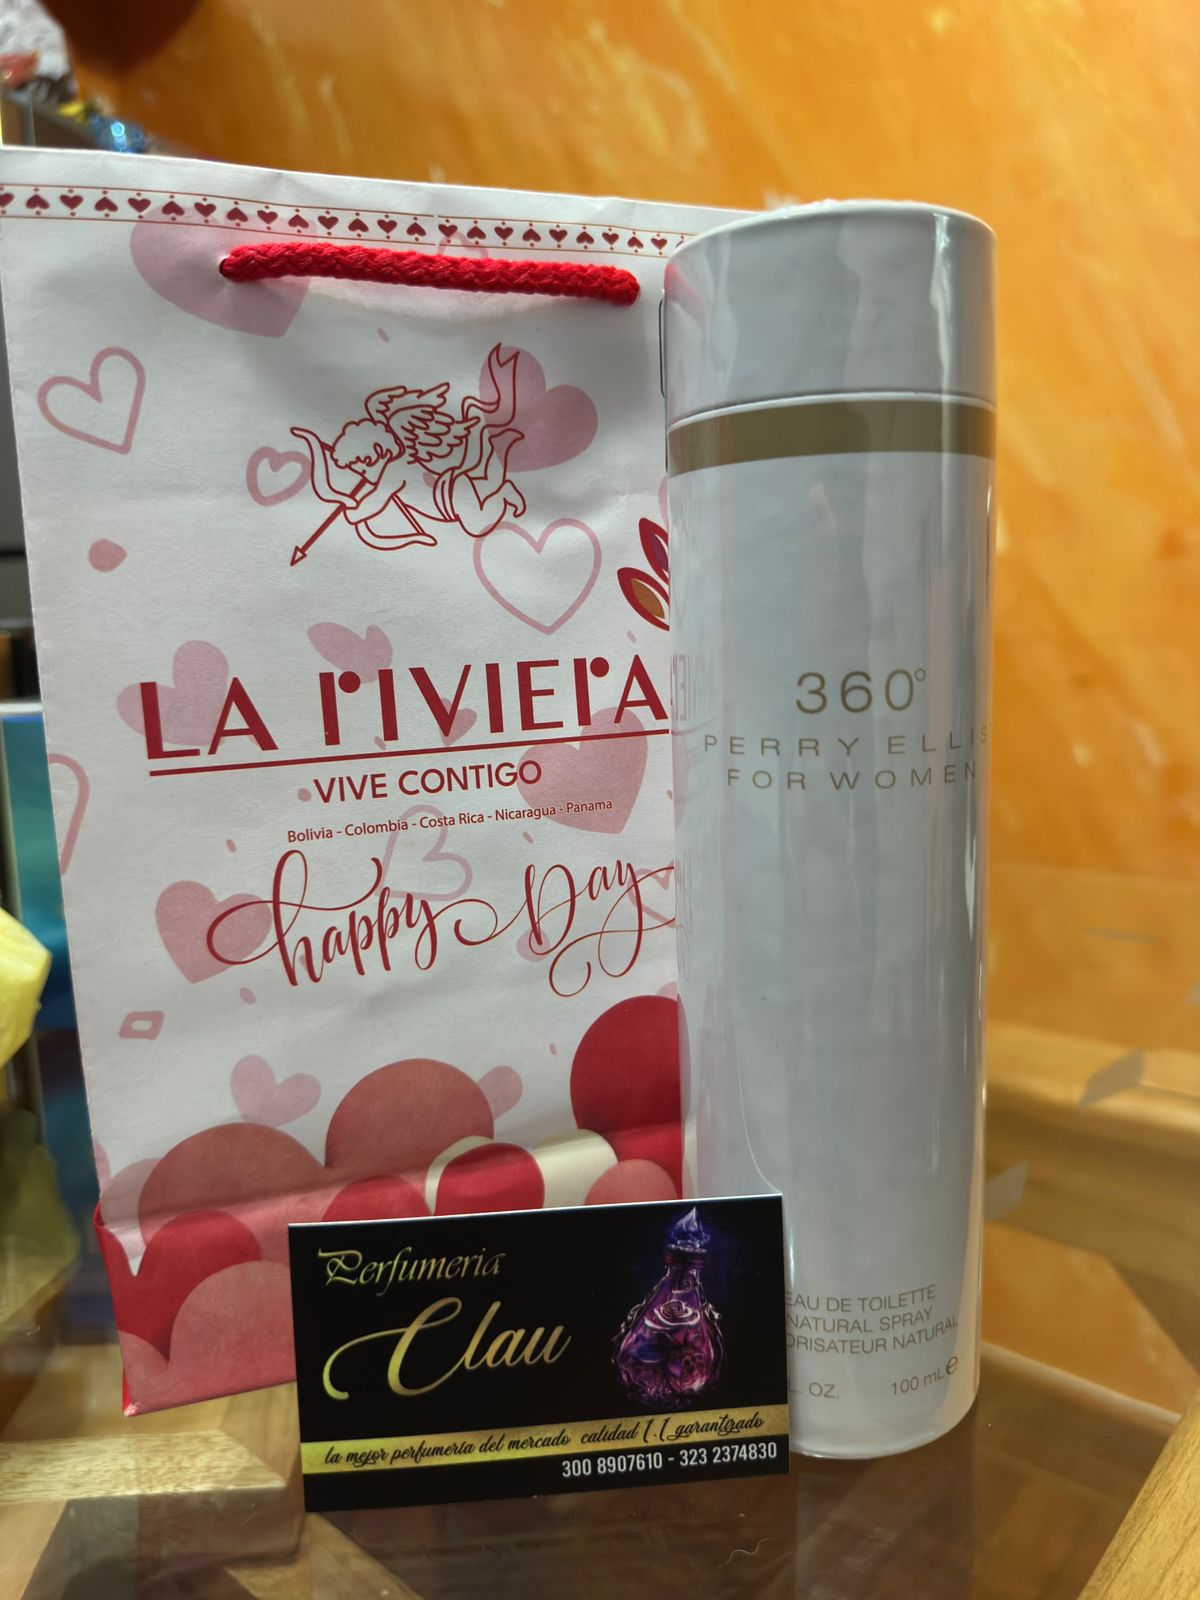 LA rIVIErA
VIVE CONTIGO
Bolivia - Colombia - Costa Rica - Nicaragua - Panama
happy Day
360°
PERRY ELLIS
FOR WOMEN
EAU DE TOILETTE
NATURAL SPRAY
NATURAL
OZ. 100 mL e
Perfumeria
Clau
la mejor perfumeria del mercado calidad 1.1 garantizado
300 8907610 - 323 2374830